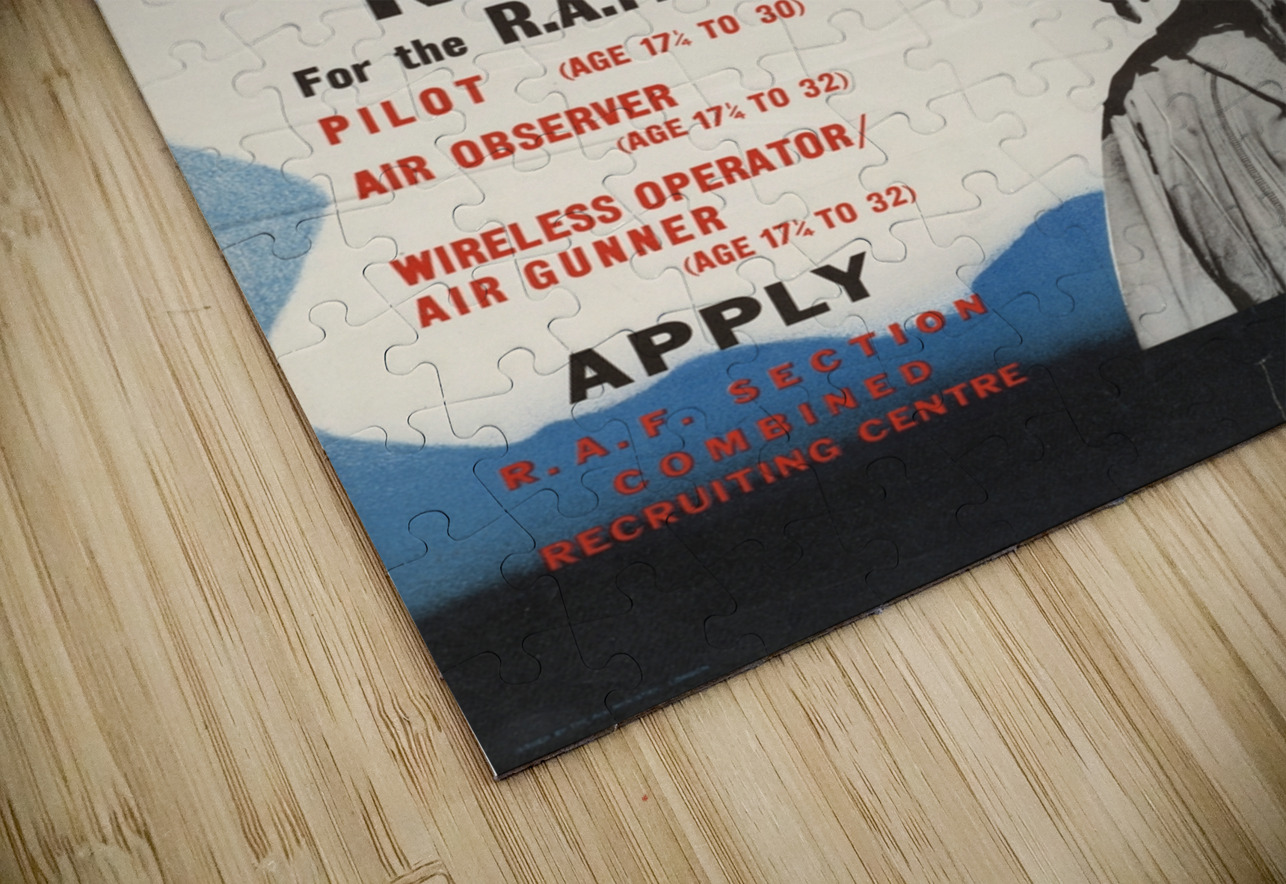 For the R.A.F.
PILOT (AGE 17¼ TO 30)
AIR OBSERVER
(AGE 17¼ TO 32)
WIRELESS OPERATOR/
AIR GUNNER
(AGE 17¼ TO 32)
APPLY
R.A.F. SECTION
COMBINED
RECRUITING CENTRE